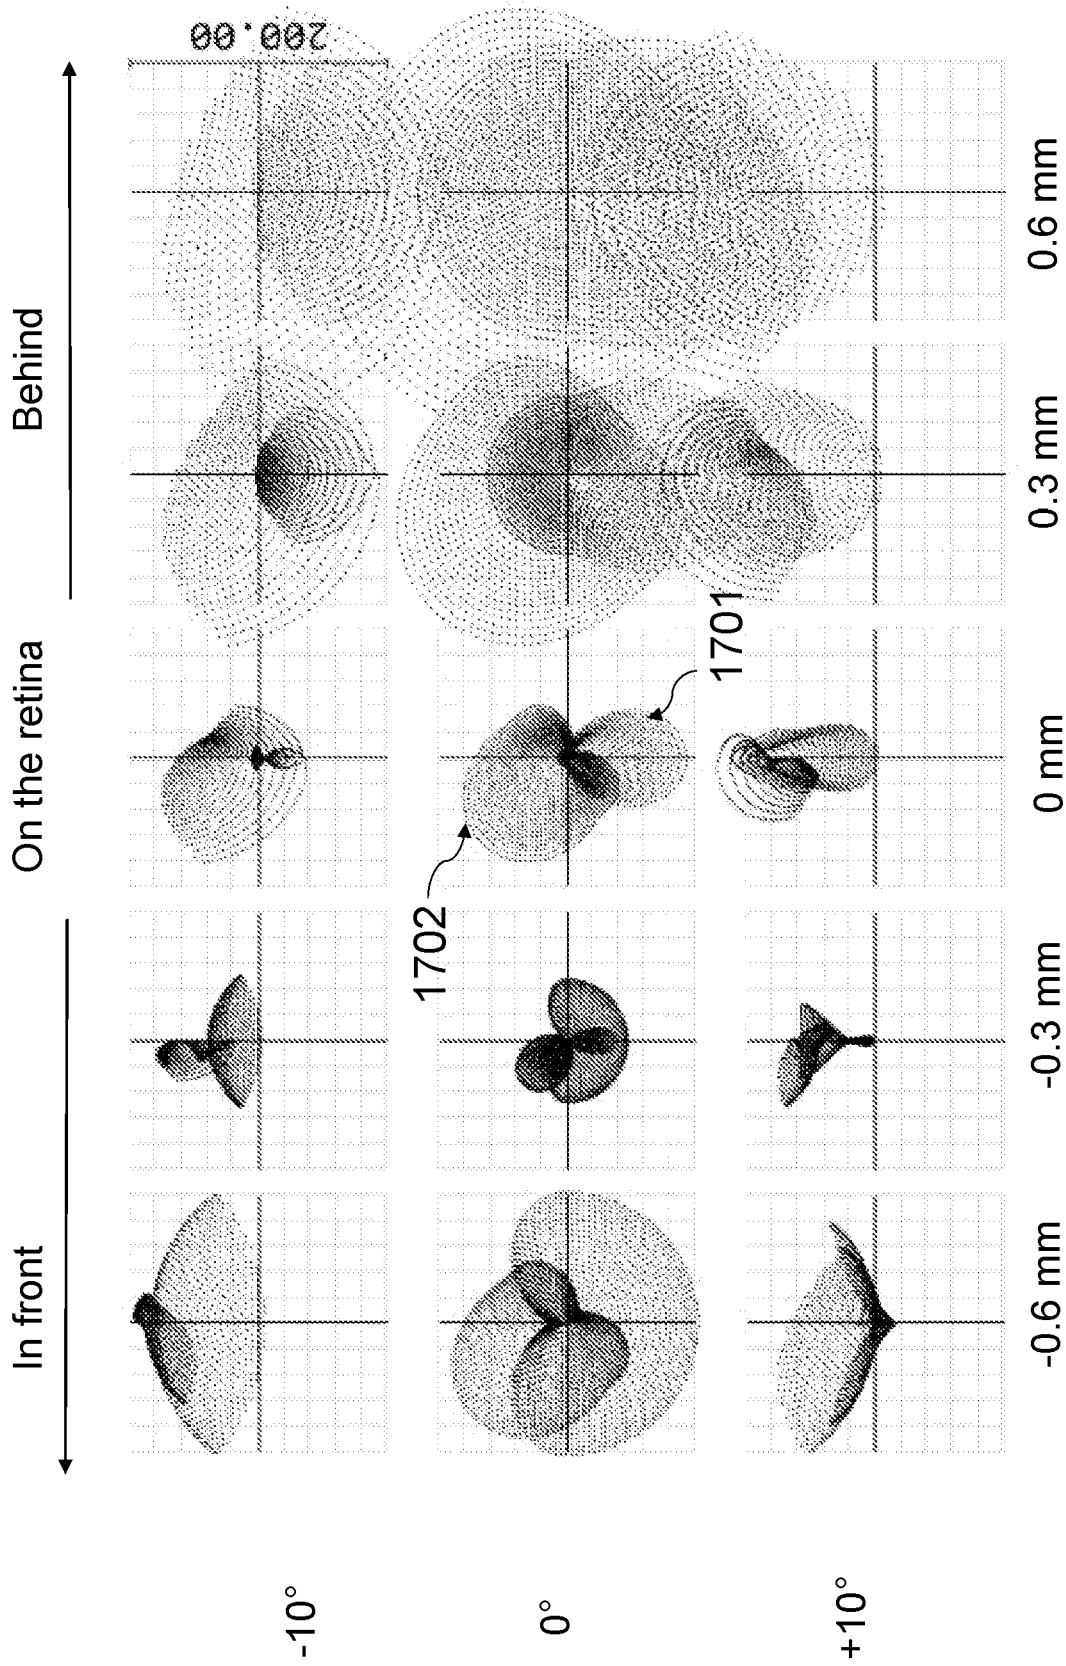 In front
On the retina
Behind
-10°
200.00
0°
1702
1701
+10°
-0.6 mm
-0.3 mm
0 mm
0.3 mm
0.6 mm